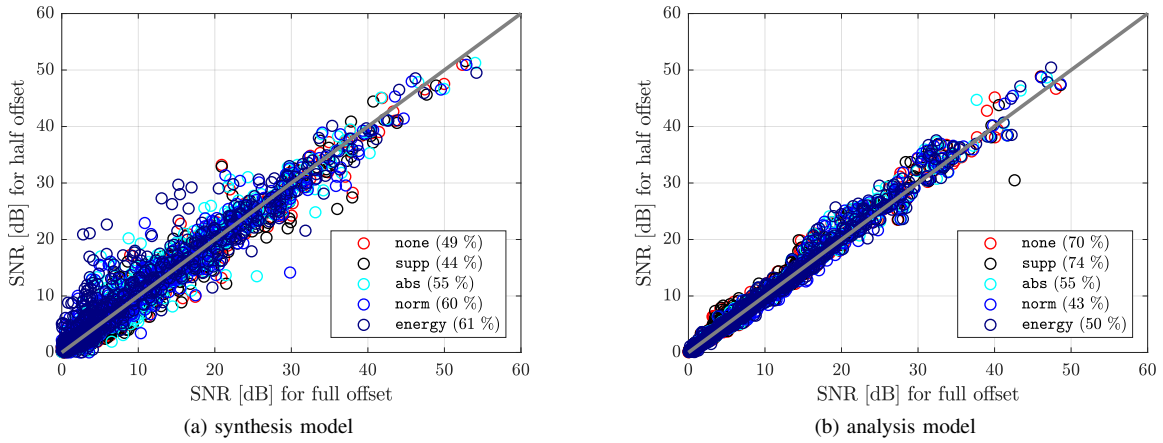 60
50
40
30
20
10
0
SNR [dB] for half offset
none (49 %)
supp (44 %)
abs (55 %)
norm (60 %)
energy (61 %)
0 10 20 30 40 50 60
SNR [dB] for full offset
(a) synthesis model
60
50
40
30
20
10
0
SNR [dB] for half offset
none (70 %)
supp (74 %)
abs (55 %)
norm (43 %)
energy (50 %)
0 10 20 30 40 50 60
SNR [dB] for full offset
(b) analysis model